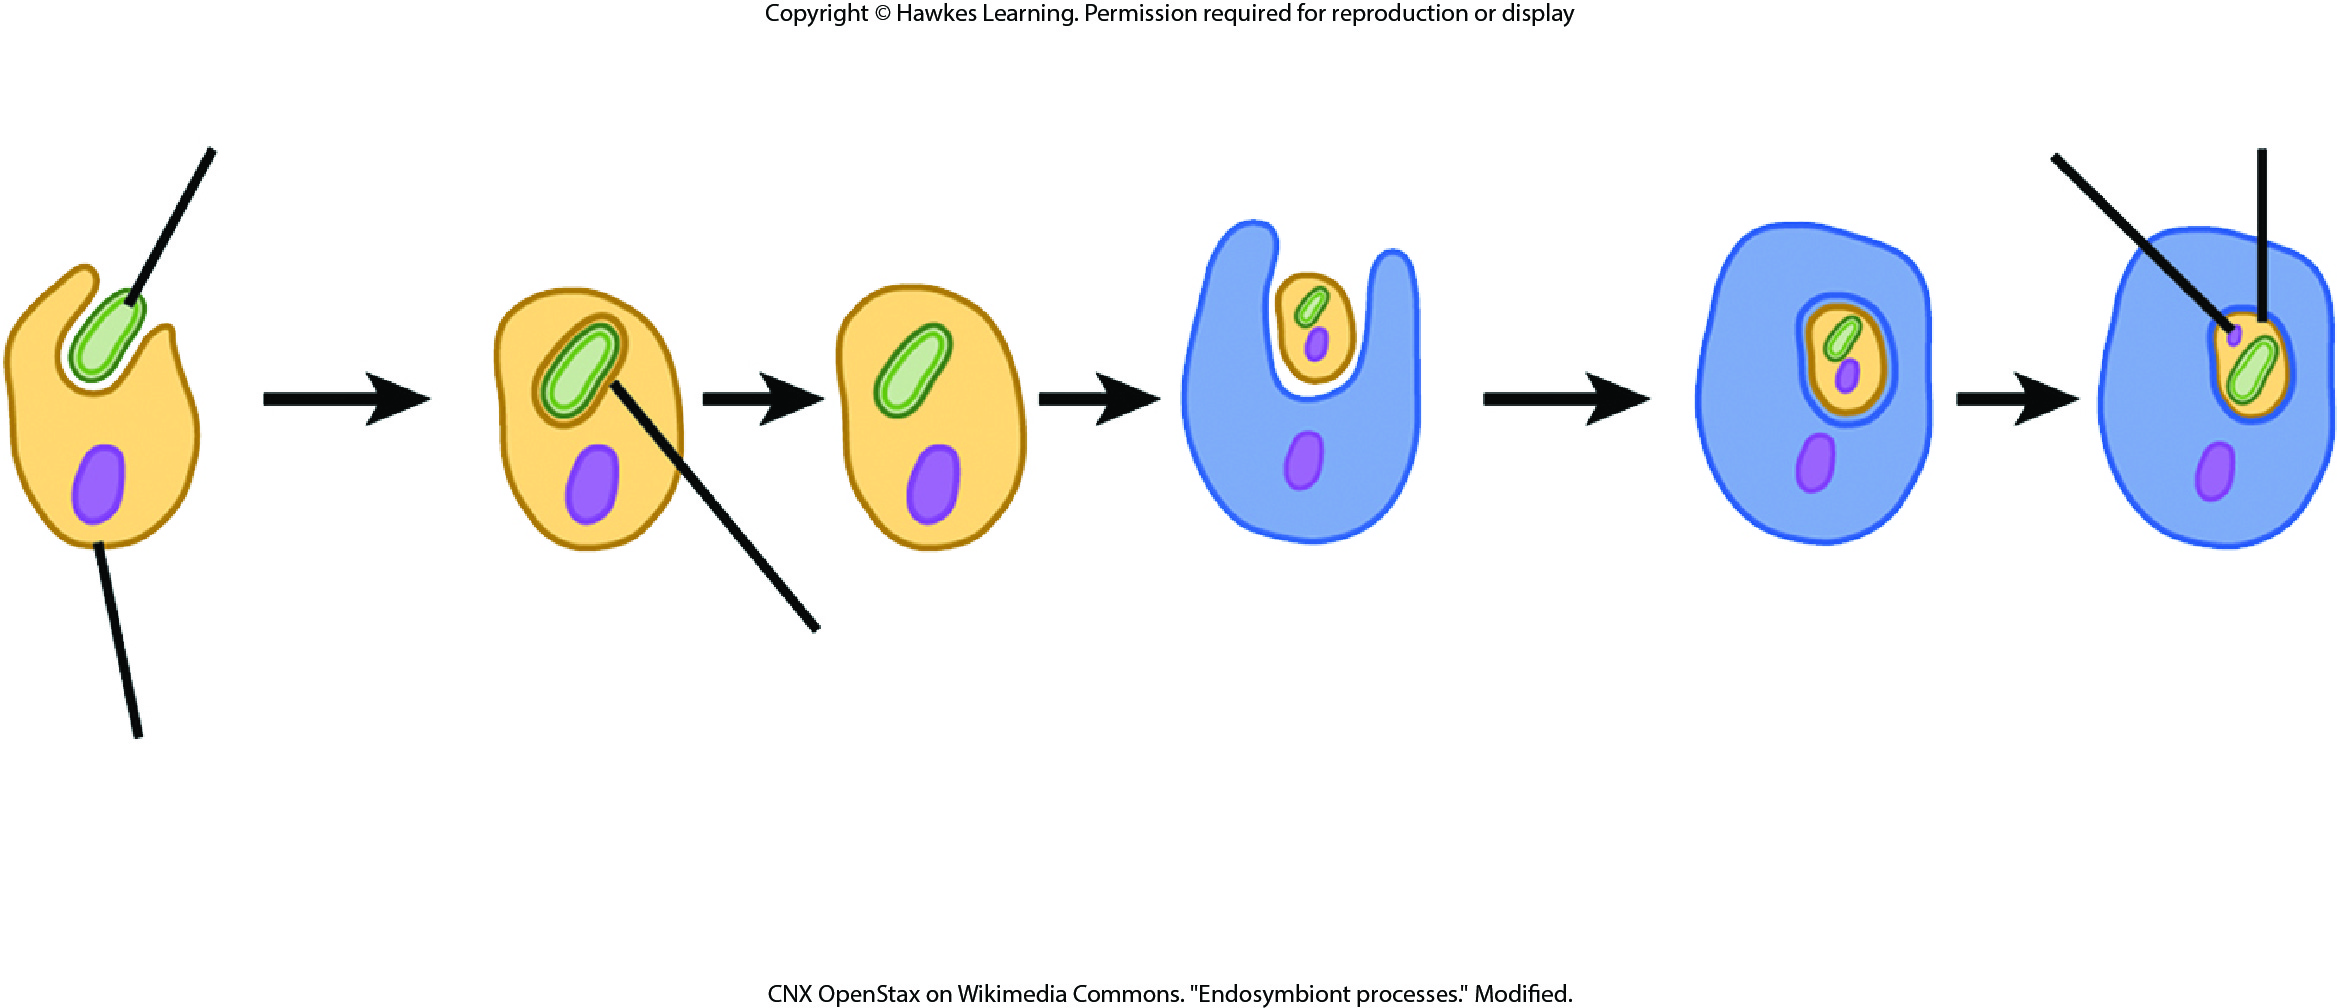 Copyright © Hawkes Learning. Permission required for reproduction or display
CNX OpenStax on Wikimedia Commons. "Endosymbiont processes." Modified.